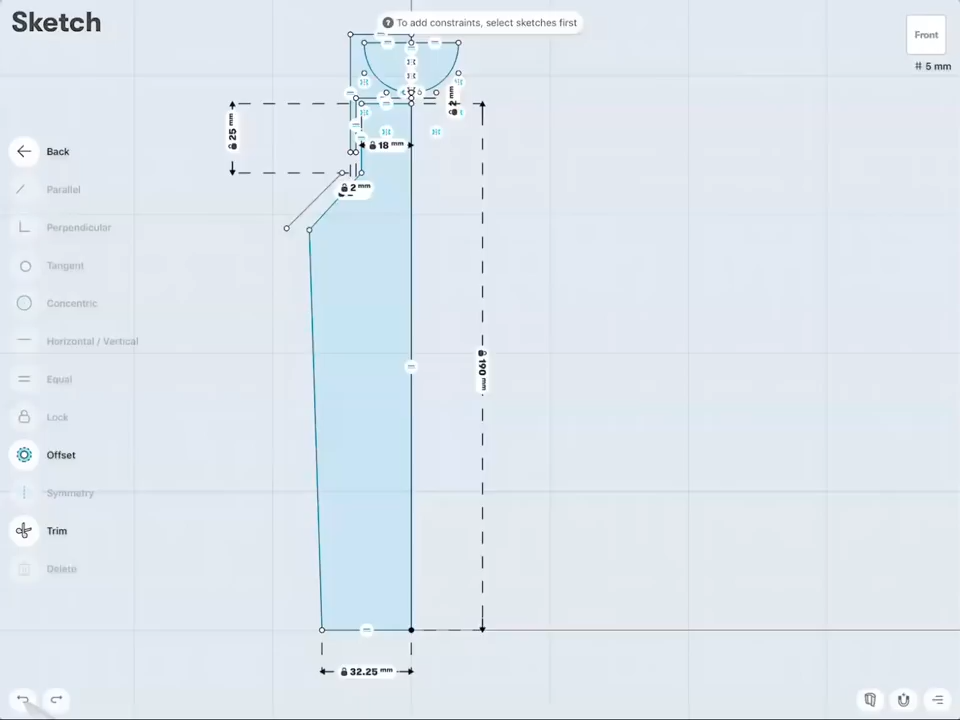 Sketch
To add constraints, select sketches first
Front
# 5 mm
2 mm
25 mm
18 mm
Back
Parallel
2 mm
Perpendicular
Tangent
Concentric
Horizontal / Vertical
190 mm
Equal
Lock
Offset
Symmetry
Trim
Delete
32.25 mm